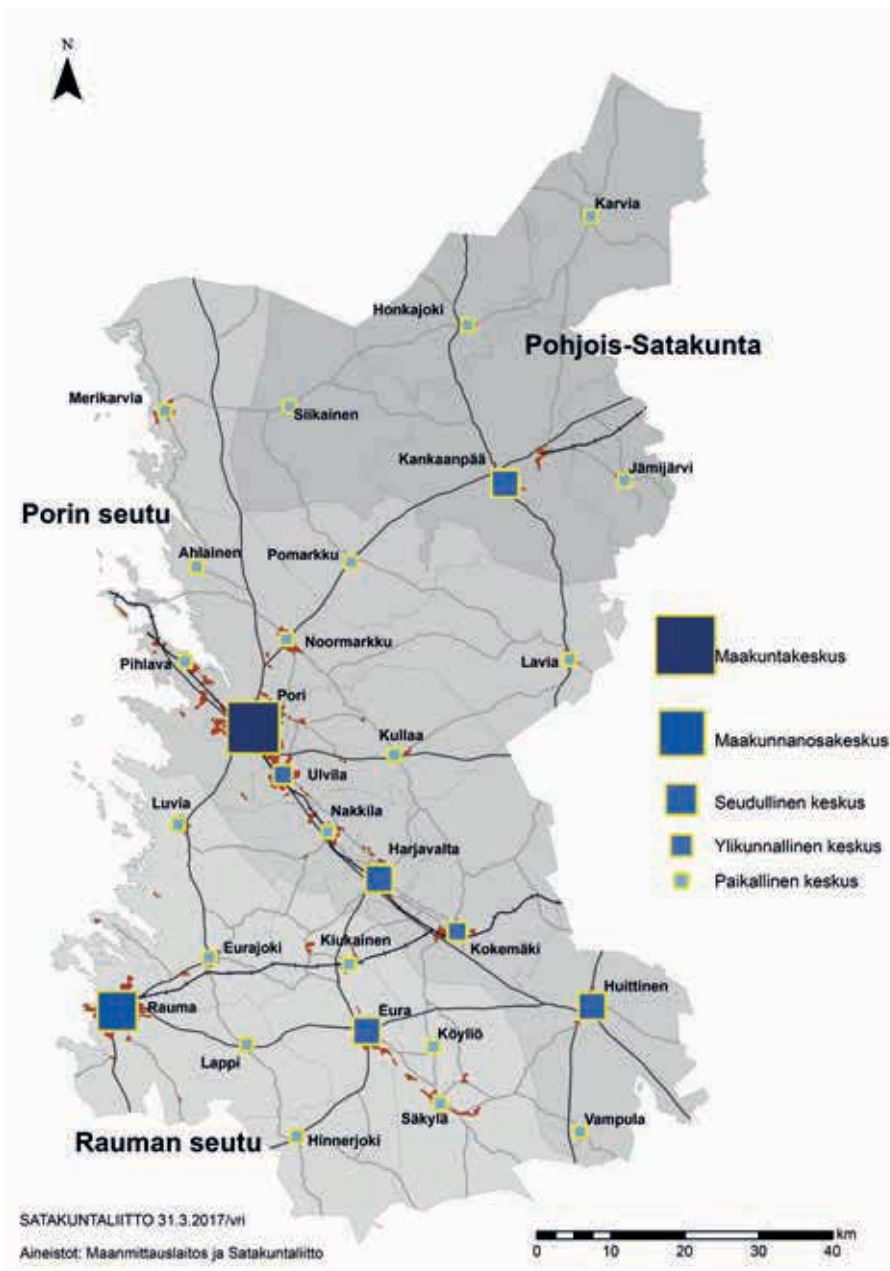 N
Karvia
Honkajoki
Pohjois-Satakunta
Merikarvia
Siikainen
Kankaanpää
Jämijärvi
Porin seutu
Ahlainen
Pomarkku
Noormarkku
Pihlava
Lavia
Maakuntakeskus
Pori
Kullaa
Maakunnanosakeskus
Ulvila
Luvia
Nakkila
Seudullinen keskus
Harjavalta
Ylikunnallinen keskus
Paikallinen keskus
Eurajoki
Kiukainen
Kokemäki
Huittinen
Rauma
Eura
Köyliö
Lappi
Säkylä
Vampula
Rauman seutu
Hinnerjoki
SATAKUNTALIITTO 31.3.2017/vri
km
0 10 20 30 40
Aineistot: Maanmittauslaitos ja Satakuntaliitto